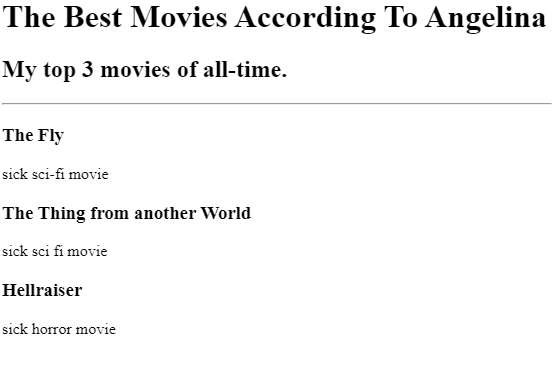 The Best Movies According To Angelina
My top 3 movies of all-time.
The Fly
sick sci-fi movie
The Thing from another World
sick sci fi movie
Hellraiser
sick horror movie